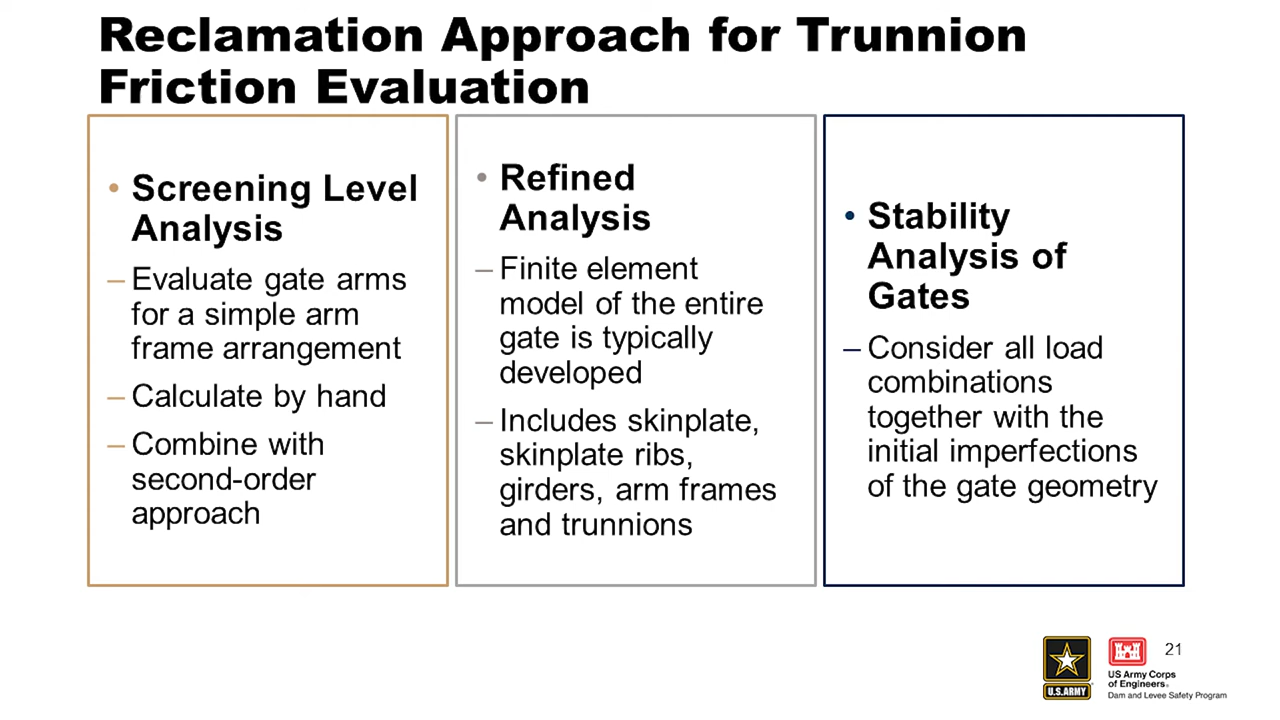 Reclamation Approach for Trunnion
Friction Evaluation
• Screening Level
Analysis
– Evaluate gate arms
for a simple arm
frame arrangement
– Calculate by hand
– Combine with
second-order
approach
• Refined
Analysis
– Finite element
model of the entire
gate is typically
developed
– Includes skinplate,
skinplate ribs,
girders, arm frames
and trunnions
• Stability
Analysis of
Gates
– Consider all load
combinations
together with the
initial imperfections
of the gate geometry
21
U.S.ARMY
US Army Corps
of Engineers®
Dam and Levee Safety Program